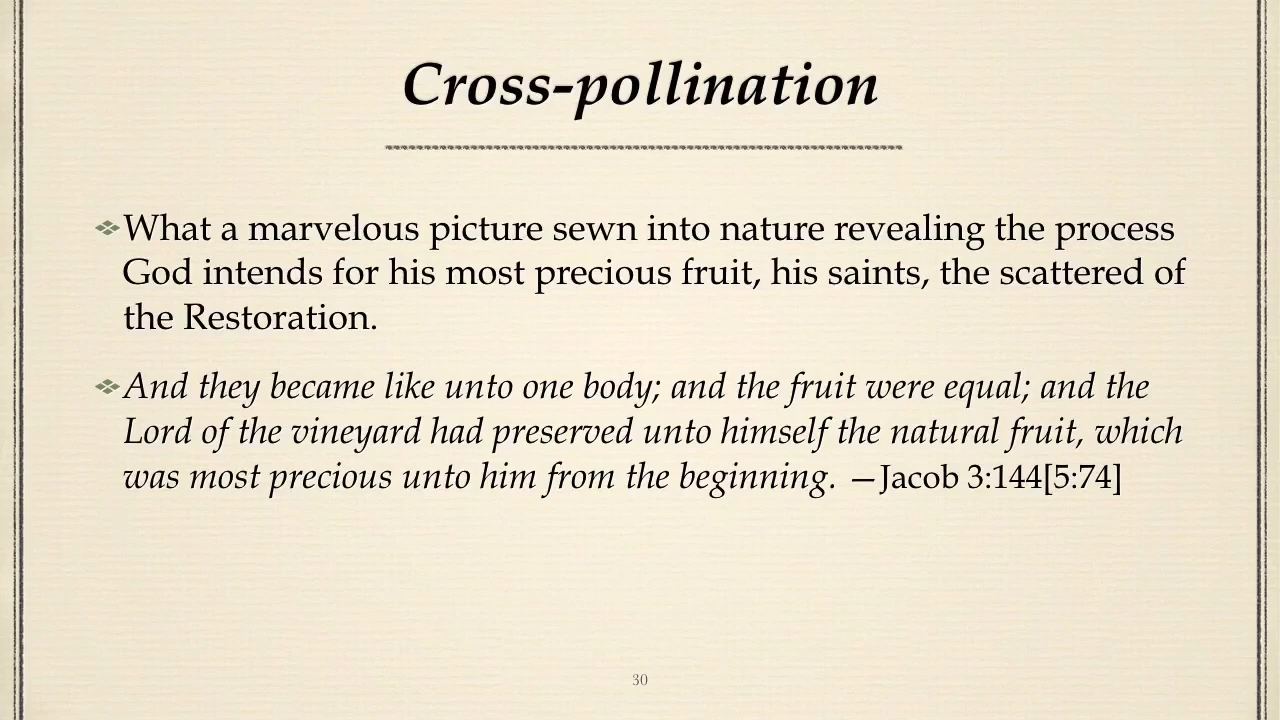 Cross-pollination
What a marvelous picture sewn into nature revealing the process
God intends for his most precious fruit, his saints, the scattered of
the Restoration.
And they became like unto one body; and the fruit were equal; and the
Lord of the vineyard had preserved unto himself the natural fruit, which
was most precious unto him from the beginning. —Jacob 3:144[5:74]
30